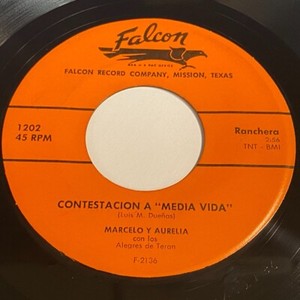 Falcon
FALCON RECORD COMPANY, MISSION, TEXAS
1202
45 RPM
Ranchera
2:56
TNT - BMI
CONTESTACION A "MEDIA VIDA"
(Luis M. Dueñas)
MARCELO Y AURELIA
con los
Alegres de Teran
F-2136